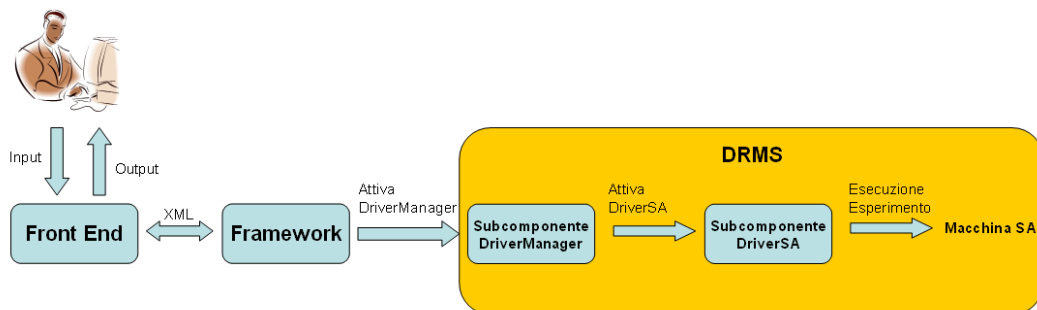 Input
Output
Front End
XML
Framework
Attiva
DriverManager
DRMS
Subcomponente
DriverManager
Attiva
DriverSA
Subcomponente
DriverSA
Esecuzione
Esperimento
Macchina SA